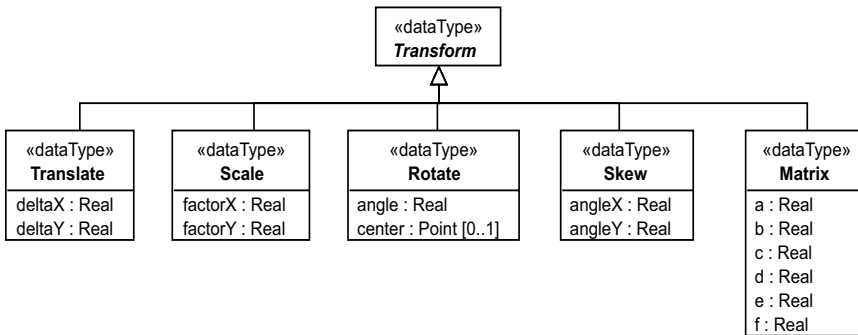 «dataType»
Transform
«dataType»
Translate
deltaX : Real
deltaY : Real
«dataType»
Scale
factorX : Real
factorY : Real
«dataType»
Rotate
angle : Real
center : Point [0..1]
«dataType»
Skew
angleX : Real
angleY : Real
«dataType»
Matrix
a : Real
b : Real
c : Real
d : Real
e : Real
f : Real